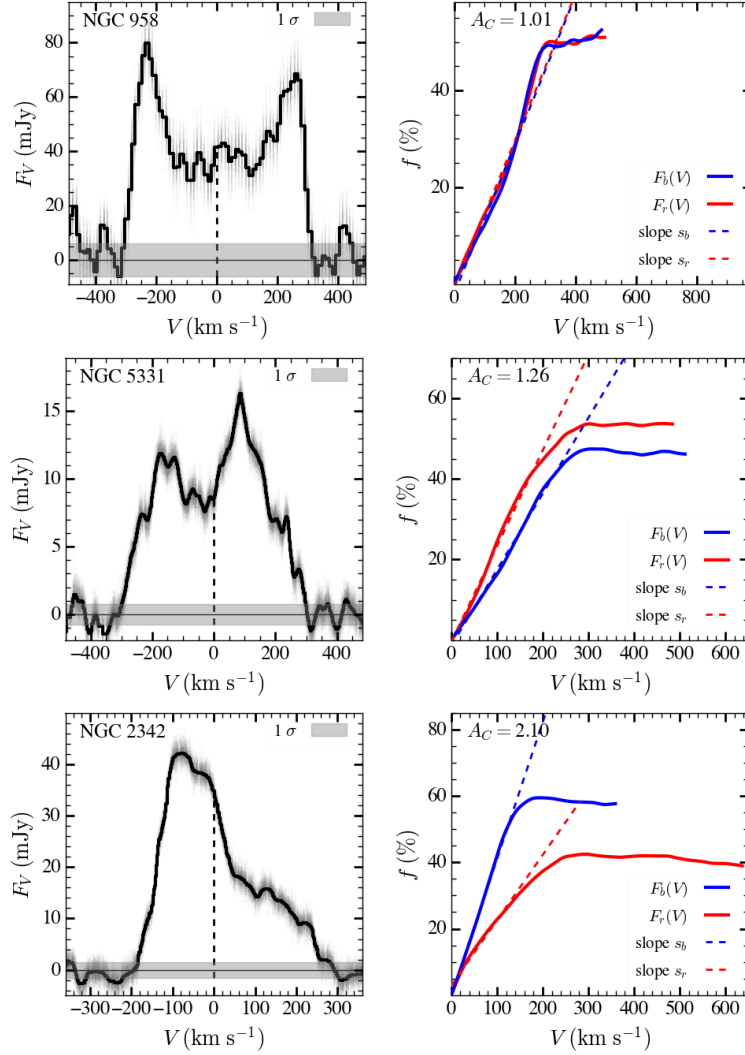 NGC 958 1 σ
80
60
40
20
0
F_V (mJy)
−400 −200 0 200 400
V (km s⁻¹)
A_C = 1.01
40
20
f (%)
F_b(V)
F_r(V)
slope s_b
slope s_r
0 200 400 600 800
V (km s⁻¹)
NGC 5331 1 σ
15
10
5
0
F_V (mJy)
−400 −200 0 200 400
V (km s⁻¹)
A_C = 1.26
60
40
20
f (%)
F_b(V)
F_r(V)
slope s_b
slope s_r
0 100 200 300 400 500 600
V (km s⁻¹)
NGC 2342 1 σ
40
30
20
10
0
F_V (mJy)
−300 −200 −100 0 100 200 300
V (km s⁻¹)
A_C = 2.10
80
60
40
20
f (%)
F_b(V)
F_r(V)
slope s_b
slope s_r
0 100 200 300 400 500 600
V (km s⁻¹)